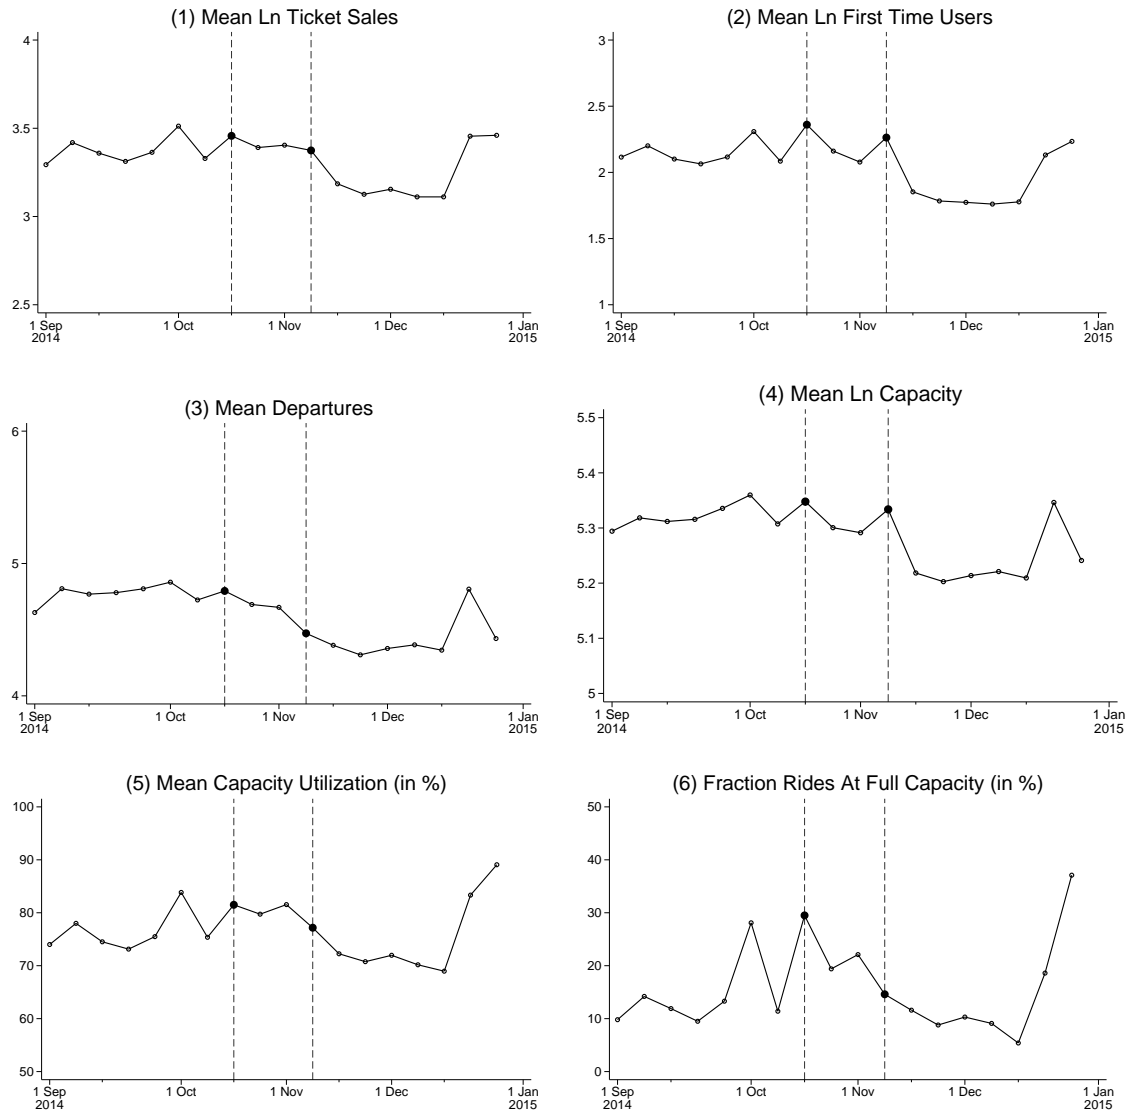 (1) Mean Ln Ticket Sales
4
3.5
3
2.5
1 Sep
2014
1 Oct
1 Nov
1 Dec
1 Jan
2015
(2) Mean Ln First Time Users
3
2.5
2
1.5
1
1 Sep
2014
1 Oct
1 Nov
1 Dec
1 Jan
2015
(3) Mean Departures
6
5
4
1 Sep
2014
1 Oct
1 Nov
1 Dec
1 Jan
2015
(4) Mean Ln Capacity
5.5
5.4
5.3
5.2
5.1
5
1 Sep
2014
1 Oct
1 Nov
1 Dec
1 Jan
2015
(5) Mean Capacity Utilization (in %)
100
90
80
70
60
50
1 Sep
2014
1 Oct
1 Nov
1 Dec
1 Jan
2015
(6) Fraction Rides At Full Capacity (in %)
50
40
30
20
10
0
1 Sep
2014
1 Oct
1 Nov
1 Dec
1 Jan
2015